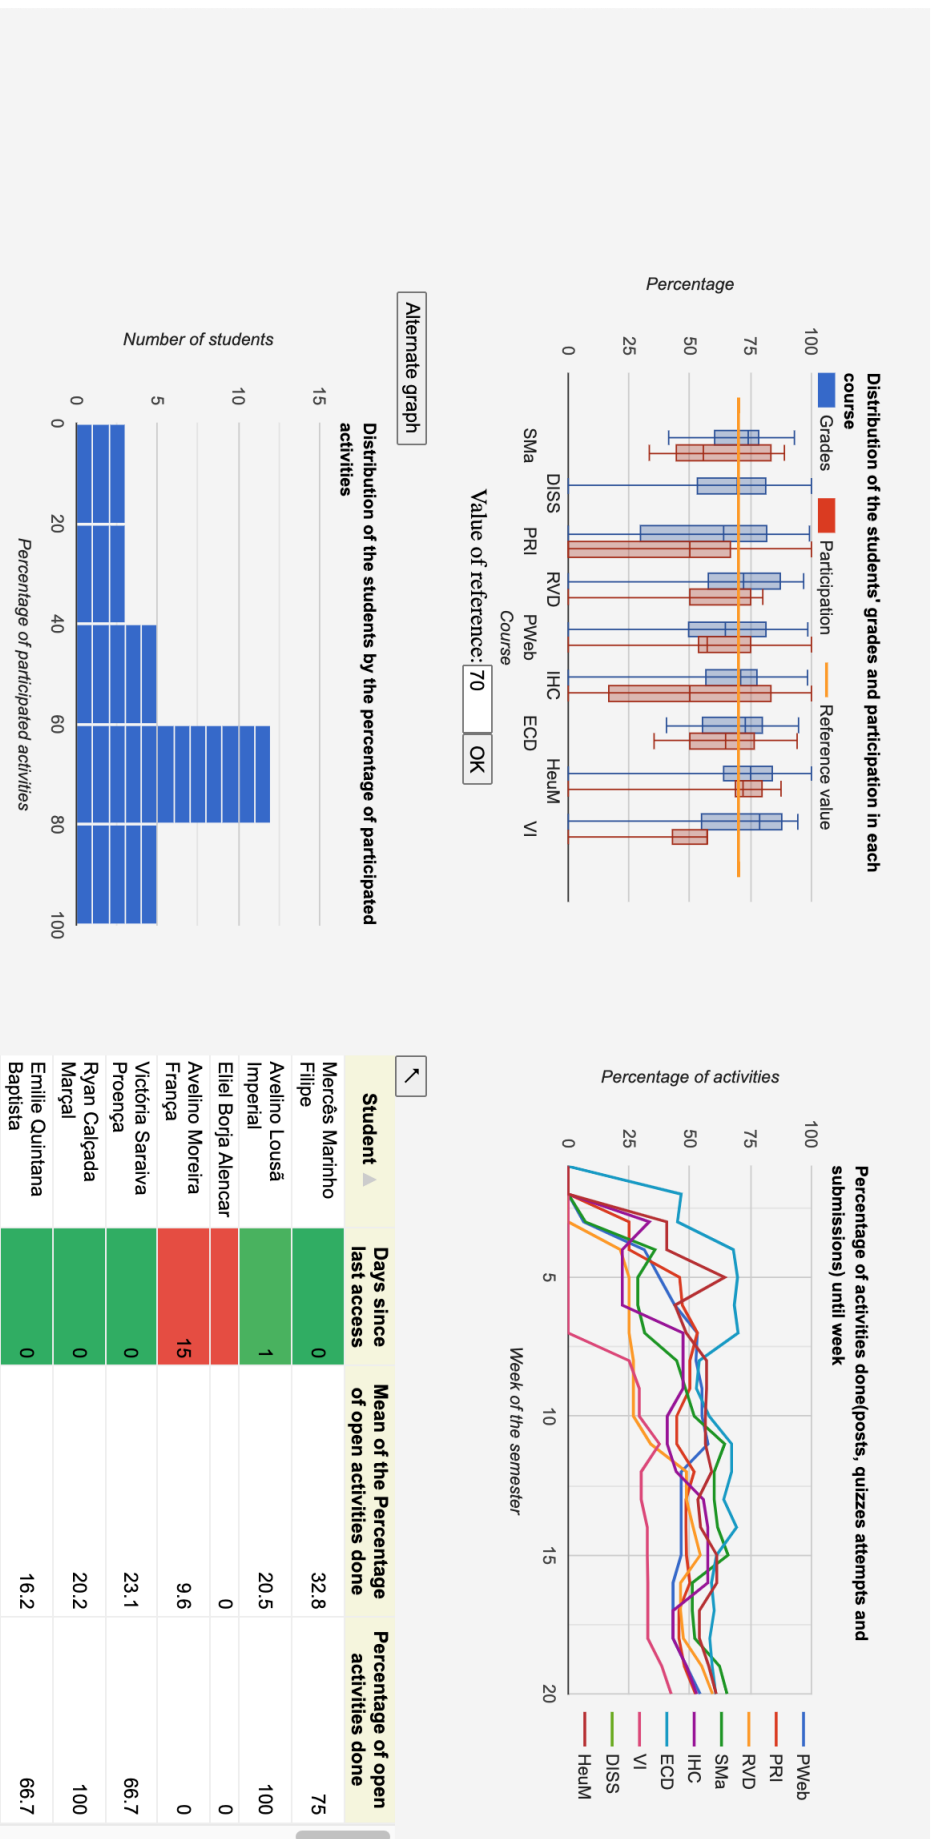 Distribution of the students' grades and participation in each
course
Grades
Participation
Reference value
Percentage
100
75
50
25
0
SMa
DISS
PRI
RVD
PWeb
IHC
ECD
HeuM
VI
Course
Value of reference: 70 OK
Alternate graph
Percentage of activities done(posts, quizzes attempts and
submissions) until week
Percentage of activities
100
75
50
25
0
5
10
15
20
Week of the semester
PWeb
PRI
RVD
SMa
IHC
ECD
VI
DISS
HeuM
Distribution of the students by the percentage of participated
activities
Number of students
15
10
5
0
0
20
40
60
80
100
Percentage of participated activities
Student ▲
Days since
last access
Mean of the Percentage
of open activities done
Percentage of open
activities done
Mercês Marinho
Filipe
0
32.8
75
Avelino Lousã
Imperial
1
20.5
100
Eliel Borja Alencar
0
0
Avelino Moreira
França
15
9.6
0
Victória Saraiva
Proença
0
23.1
66.7
Ryan Calçada
Marçal
0
20.2
100
Emilie Quintana
Baptista
0
16.2
66.7